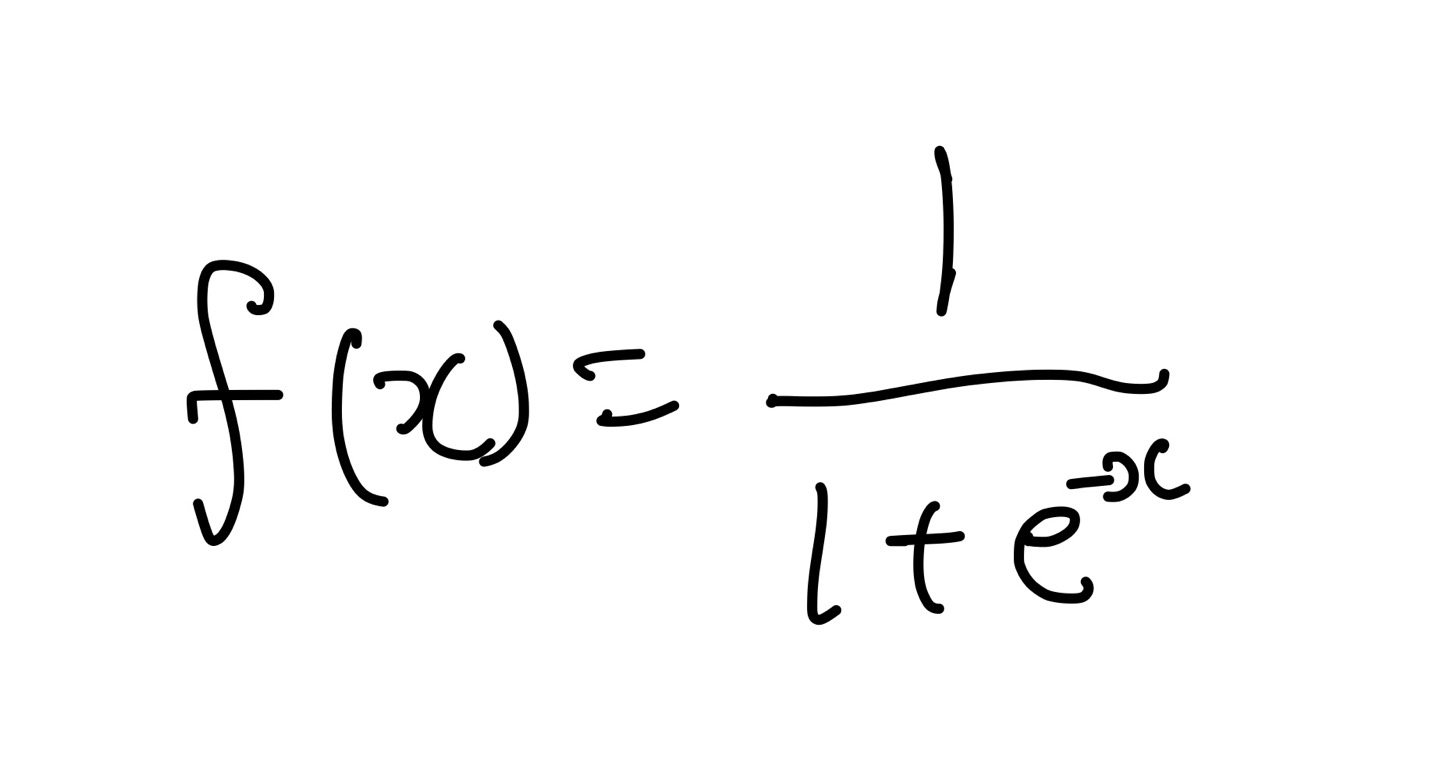 f(x) = 1 / (1 + e^-x)